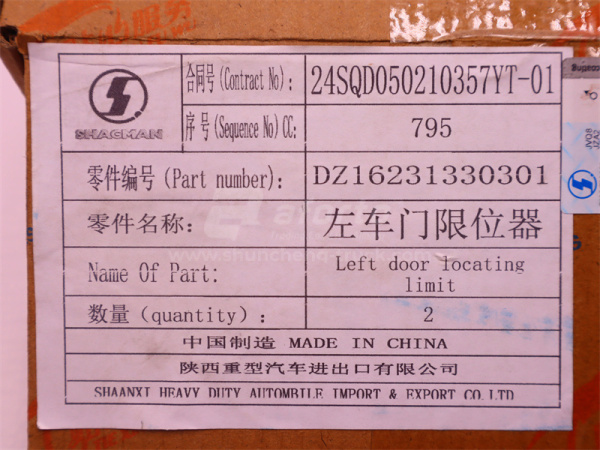 合同号(Contract No): 24SQD050210357YT-01
SHACMAN
序号(Sequence No)CC: 795
零件编号(Part number): DZ16231330301
零件名称: 左车门限位器
Name Of Part: Left door locating
limit
数量(quantity): 2
中国制造 MADE IN CHINA
陕西重型汽车进出口有限公司
SHAANXI HEAVY DUTY AUTOMBILE IMPORT & EXPORT CO.LTD